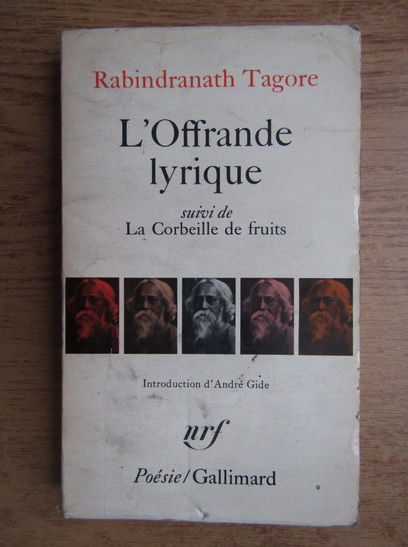 Rabindranath Tagore
L'Offrande
lyrique
suivi de
La Corbeille de fruits
Introduction d'André Gide
nrf
Poésie/Gallimard